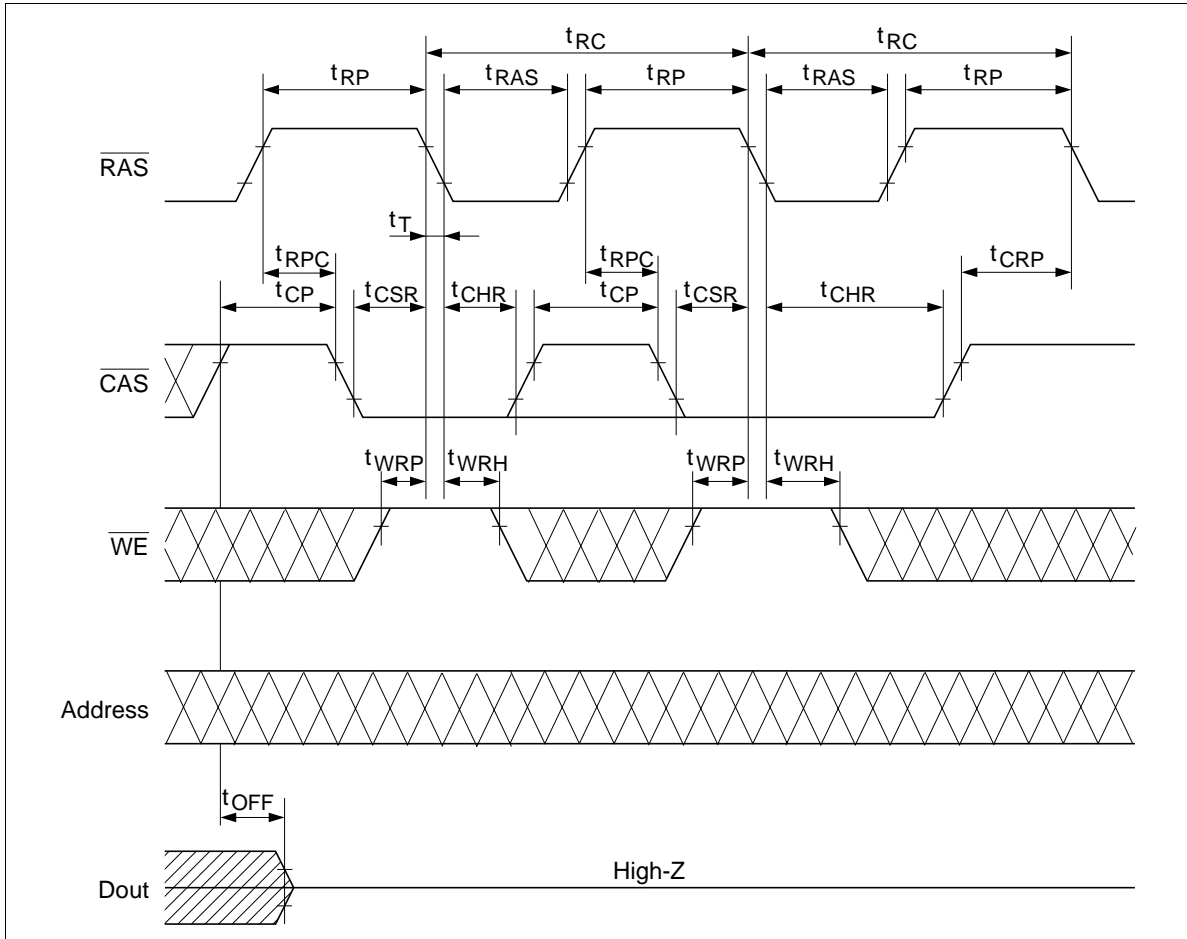 tRC tRC
tRP tRAS tRP tRAS tRP
RAS
tT
tRPC tRPC tCRP
tCP tCSR tCHR tCP tCSR tCHR
CAS
tWRP tWRH tWRP tWRH
WE
Address
tOFF
High-Z
Dout